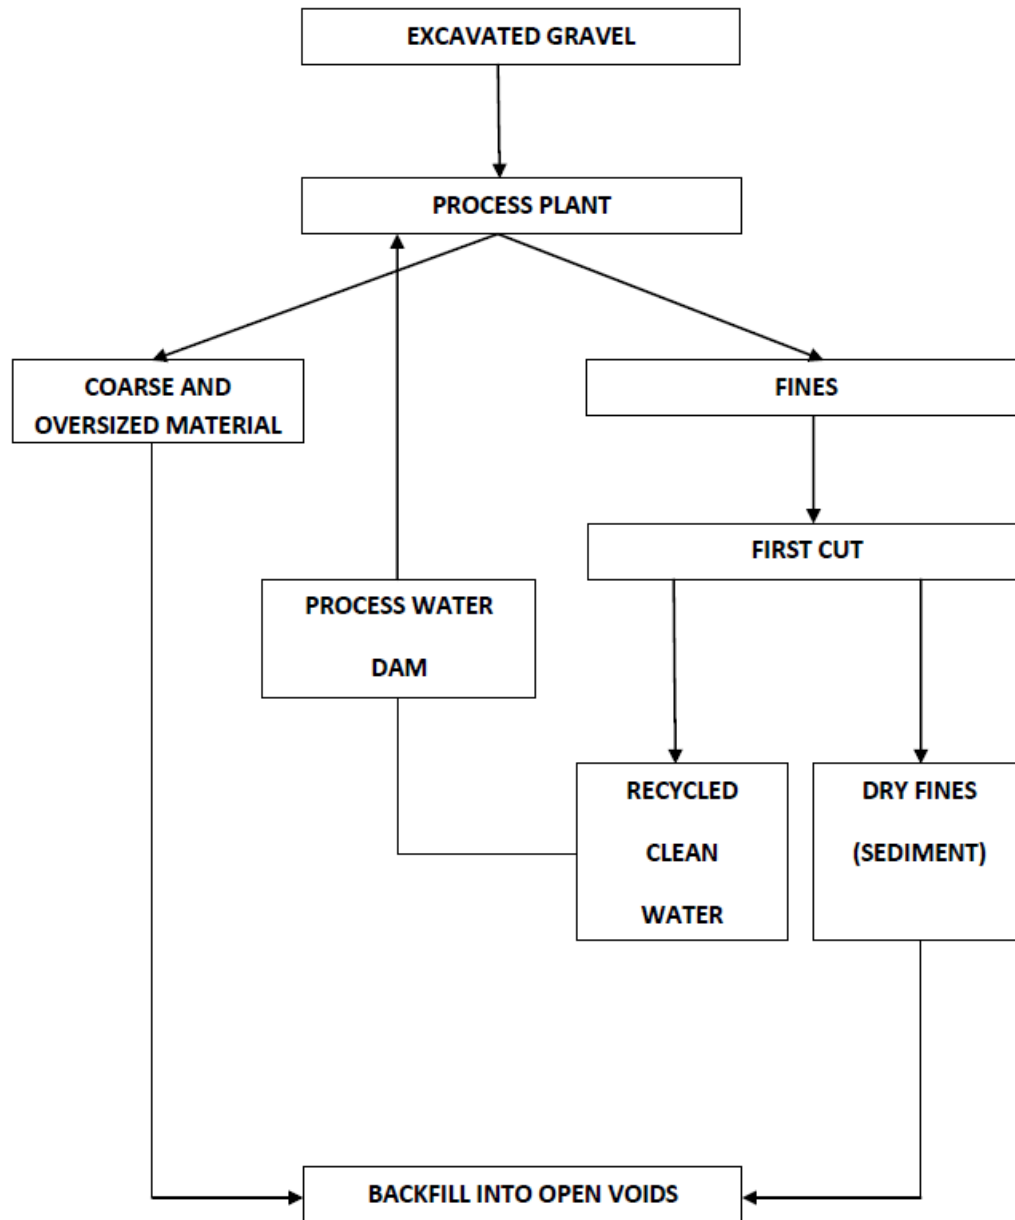 EXCAVATED GRAVEL
PROCESS PLANT
COARSE AND
OVERSIZED MATERIAL
FINES
FIRST CUT
PROCESS WATER
DAM
RECYCLED
CLEAN
WATER
DRY FINES
(SEDIMENT)
BACKFILL INTO OPEN VOIDS